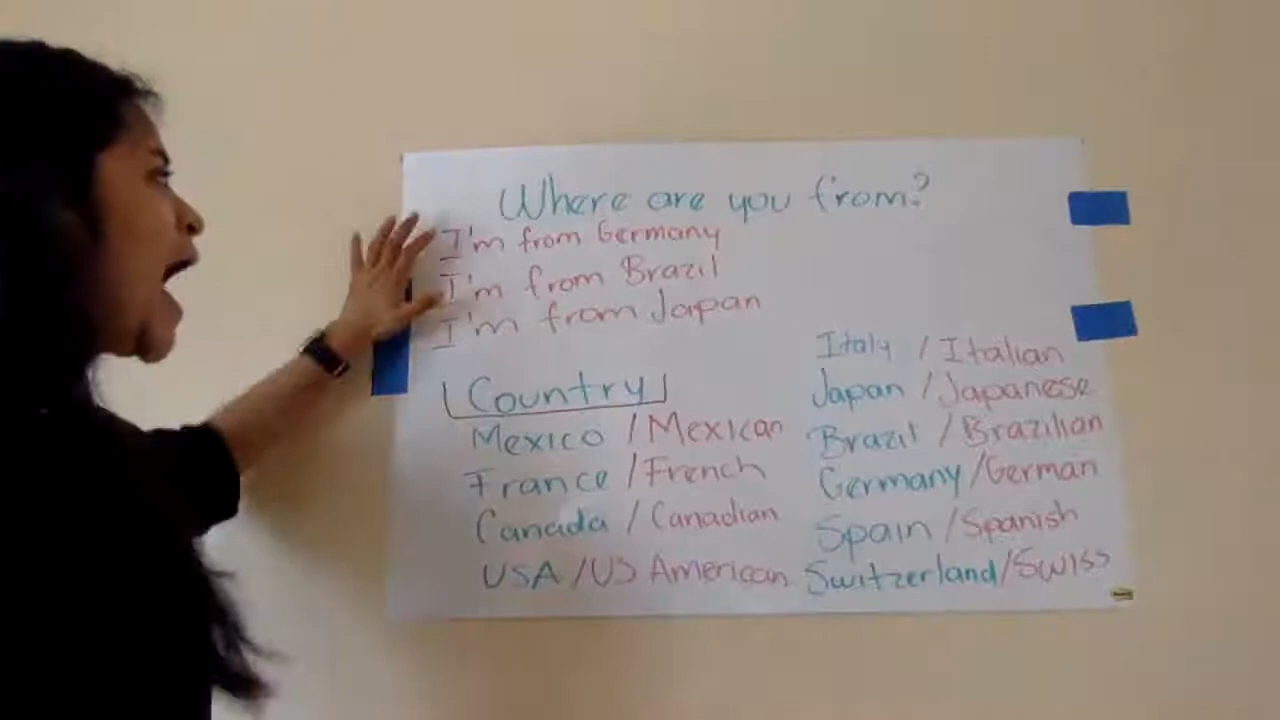 Where are you from?
I'm from Germany
I'm from Brazil
I'm from Japan
Country
Mexico / Mexican
France / French
Canada / Canadian
USA / US American
Italy / Italian
Japan / Japanese
Brazil / Brazilian
Germany / German
Spain / Spanish
Switzerland / Swiss